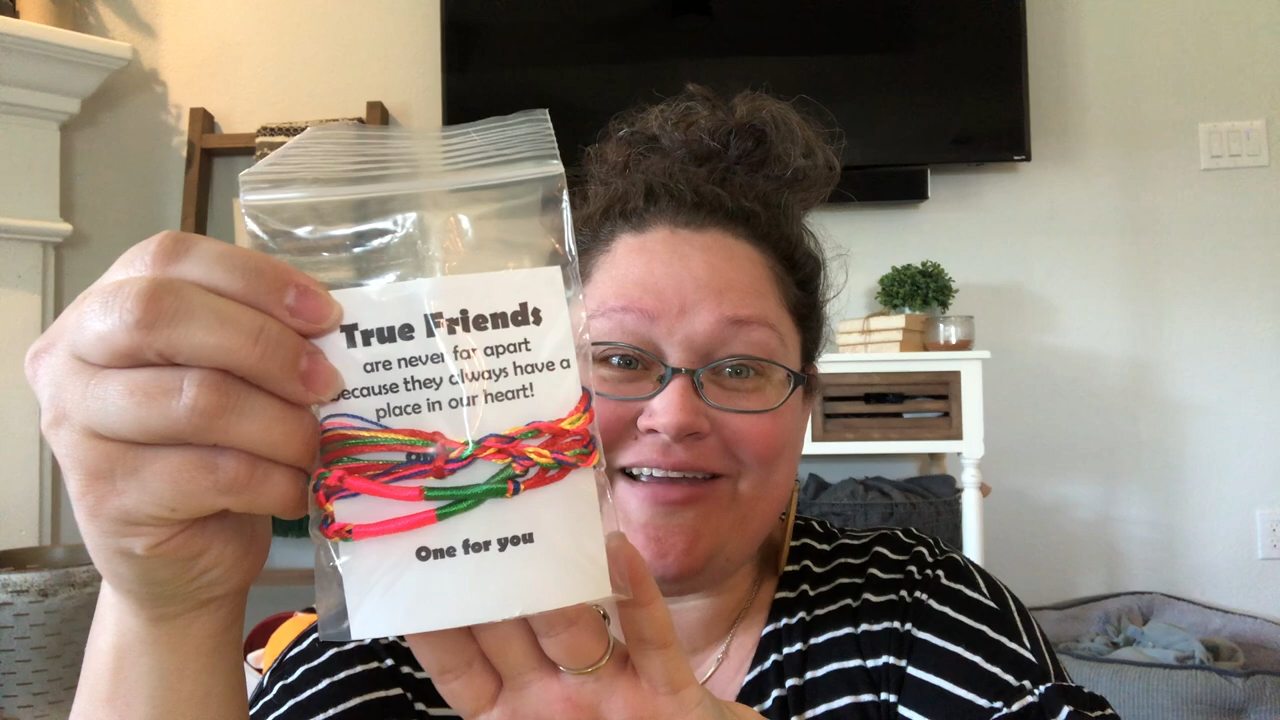 True Friends
are never far apart
because they always have a
place in our heart!
One for you